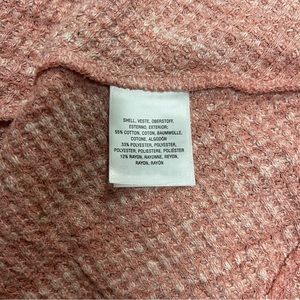 SHELL, VESTE, OBERSTOFF,
ESTERNO, EXTERIOR:
55% COTTON, COTON, BAUMWOLLE,
COTONE, ALGODÓN
33% POLYESTER, POLYESTER,
POLYESTER, POLIESTERE, POLIESTER
12% RAYON, RAYONNE, REYON,
RAYON, RAYÓN